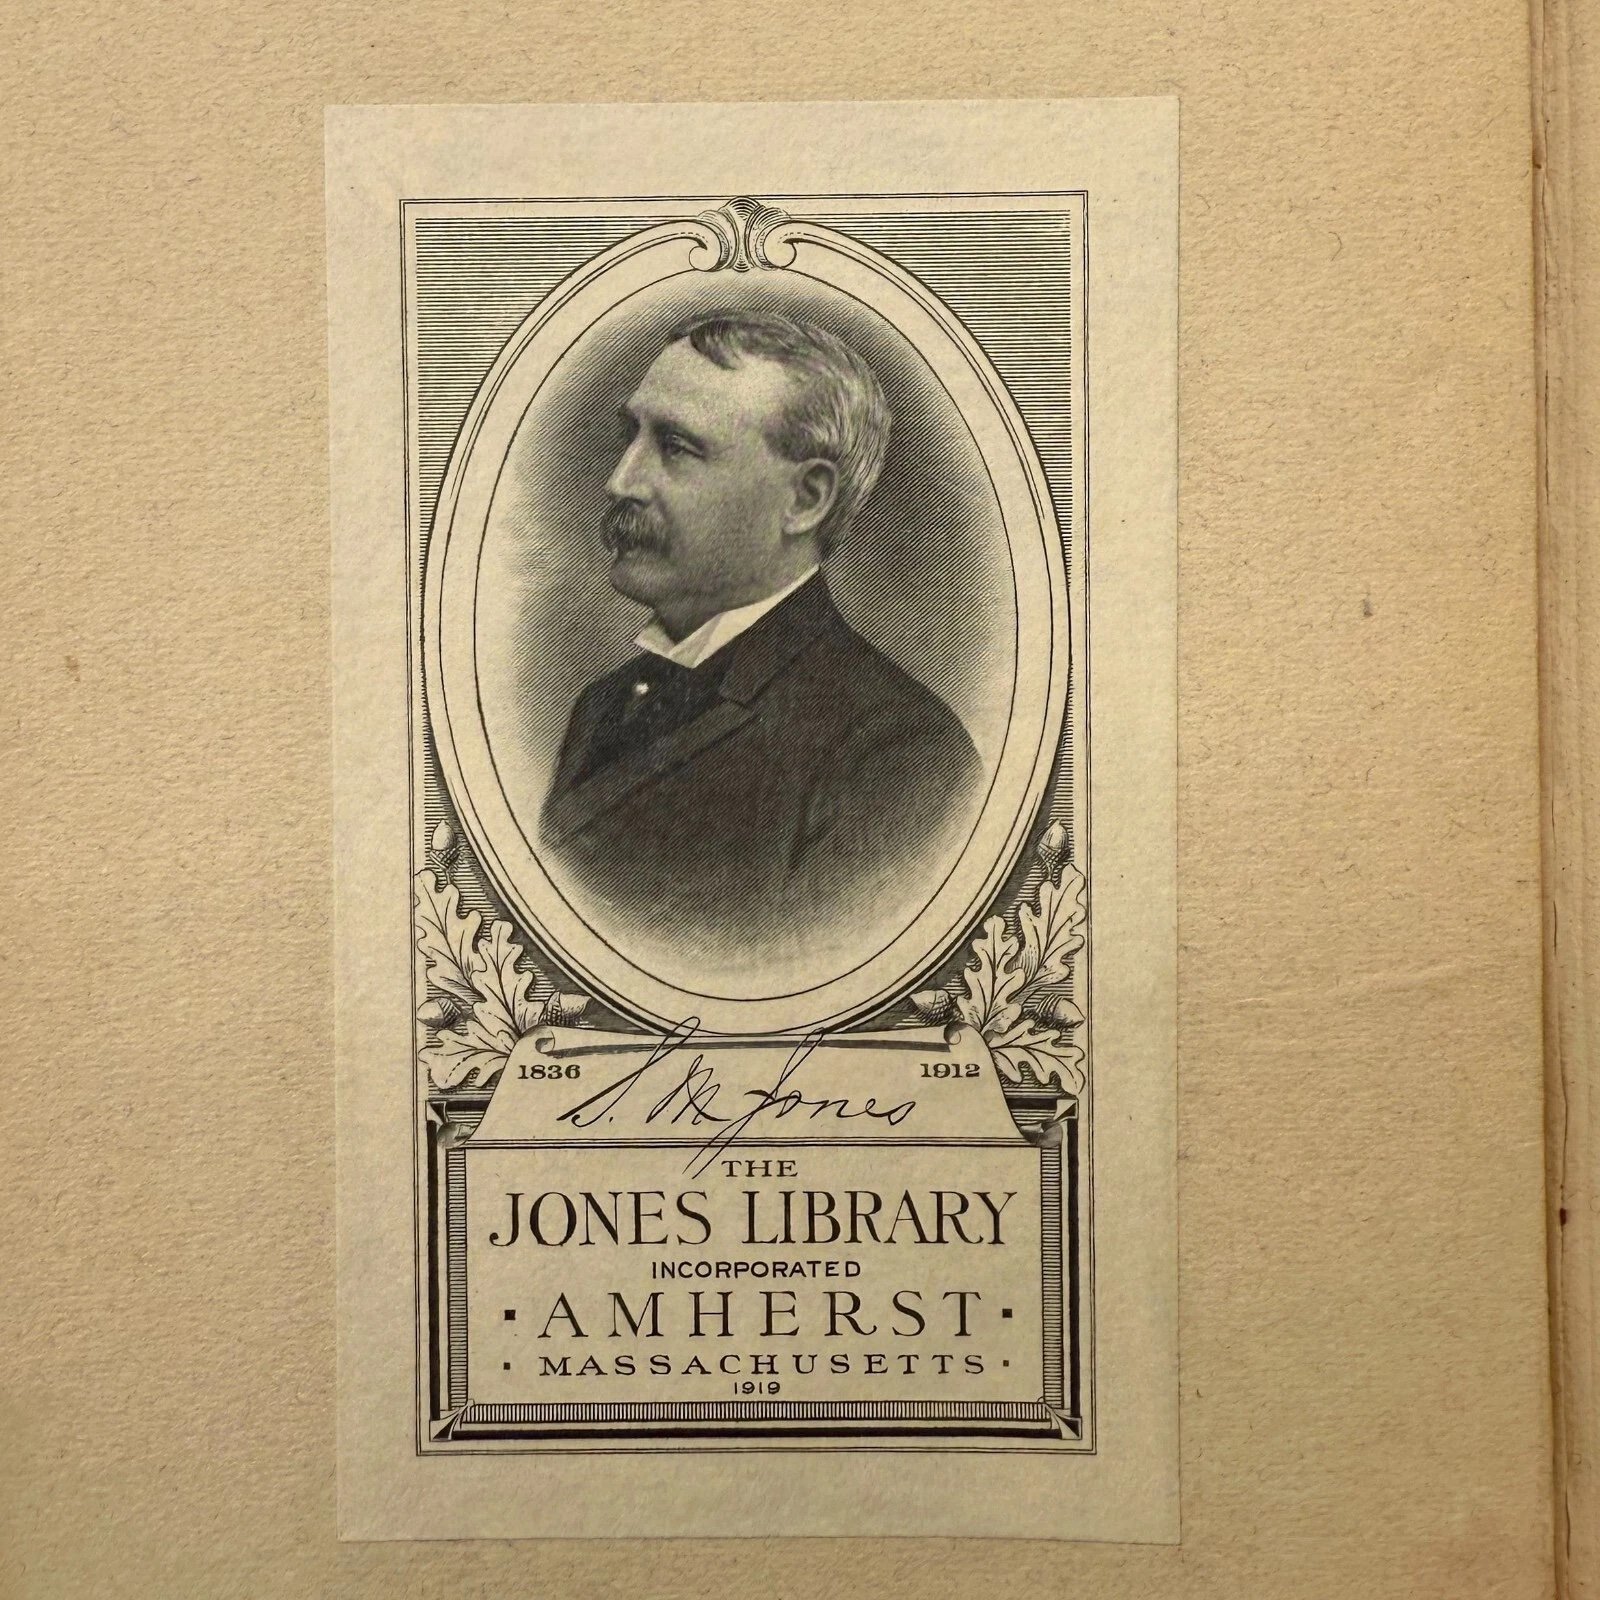 1836 S. M Jones 1912
THE
JONES LIBRARY
INCORPORATED
· AMHERST ·
· MASSACHUSETTS ·
1919